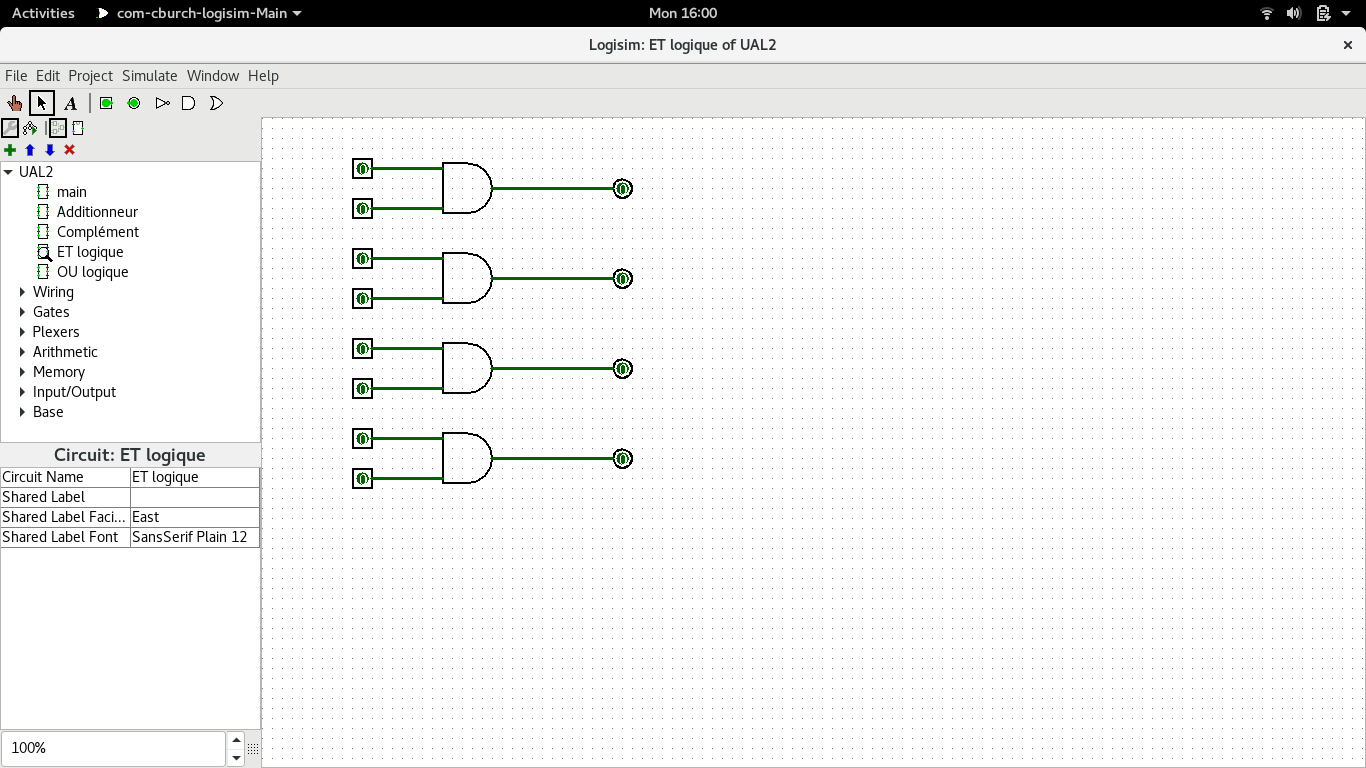 Activities com-cburch-logisim-Main Mon 16:00
Logisim: ET logique of UAL2
File Edit Project Simulate Window Help
A
UAL2
main
Additionneur
Complément
ET logique
OU logique
Wiring
Gates
Plexers
Arithmetic
Memory
Input/Output
Base
Circuit: ET logique
Circuit Name ET logique
Shared Label
Shared Label Faci... East
Shared Label Font SansSerif Plain 12
100%
0
0
0
0
0
0
0
0
0
0
0
0